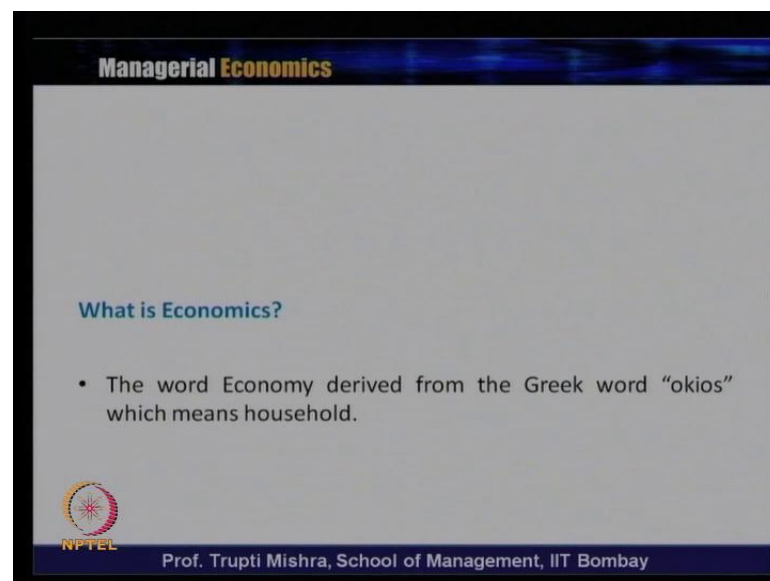 Managerial Economics
What is Economics?
• The word Economy derived from the Greek word “okios”
which means household.
NPTEL
Prof. Trupti Mishra, School of Management, IIT Bombay